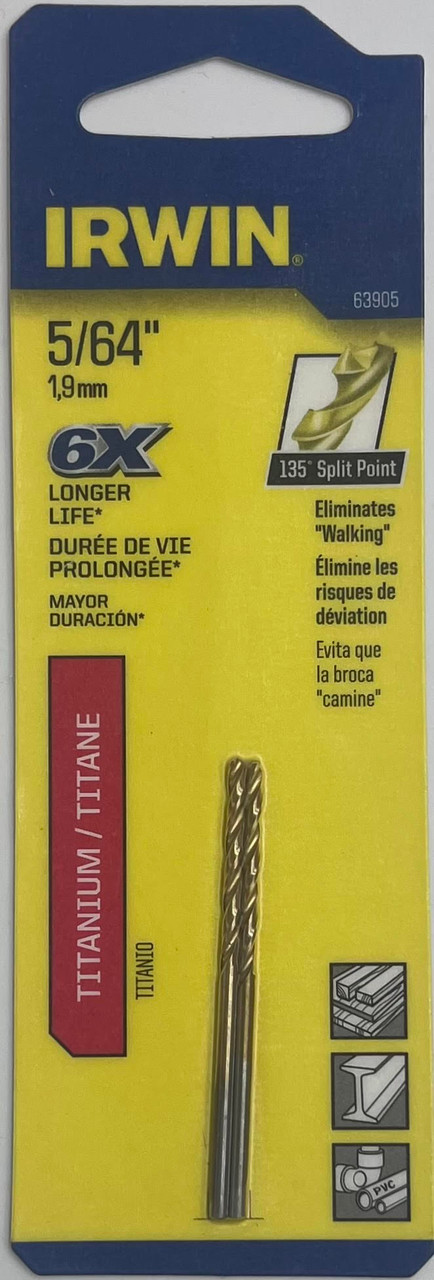 IRWIN®
63905
5/64"
1,9mm
6X
LONGER
LIFE*
DURÉE DE VIE
PROLONGÉE*
MAYOR
DURACIÓN*
135° Split Point
Eliminates
"Walking"
Élimine les
risques de
déviation
Evita que
la broca
"camine"
TITANIUM / TITANE
TITANIO
PVC